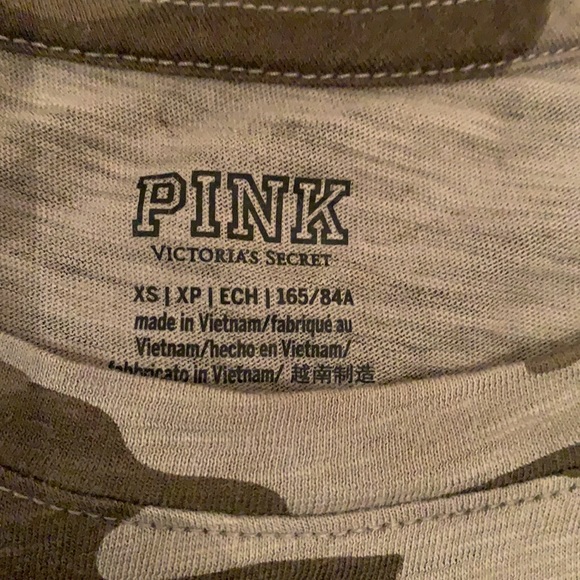 PINK
VICTORIA'S SECRET
XS | XP | ECH | 165/84A
made in Vietnam/fabriqué au
Vietnam/hecho en Vietnam/
fabbricato in Vietnam/ 越南制造